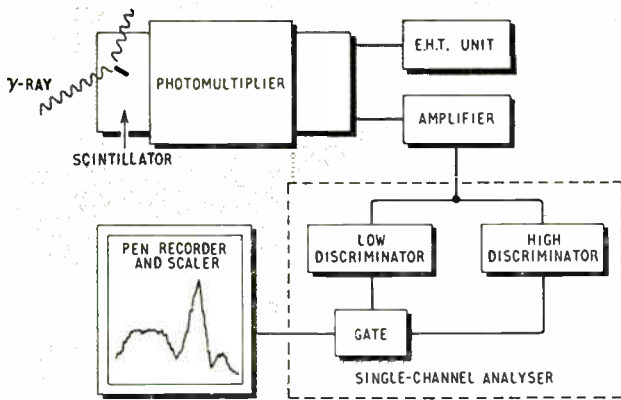 γ-RAY
SCINTILLATOR
PHOTOMULTIPLIER
E.H.T. UNIT
AMPLIFIER
LOW
DISCRIMINATOR
HIGH
DISCRIMINATOR
GATE
SINGLE-CHANNEL ANALYSER
PEN RECORDER
AND SCALER